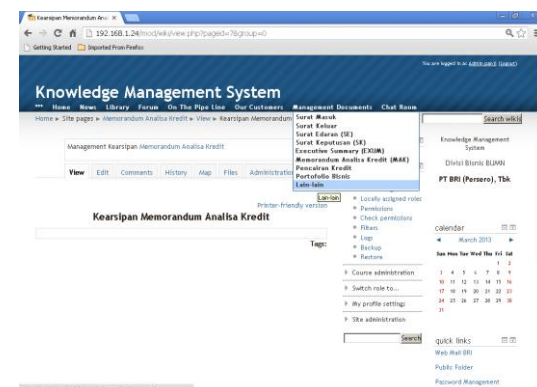 Kearsipan Memorandum Anal
192.168.1.24/mod/wiki/view.php?pageid=76&group=0
Getting Started Imported From Firefox
You are logged in as Admin user 0 (Logout)
Knowledge Management System
*** Home News Library Forum On The Pipe Line Our Customers Management Documents Chat Room
Home ► Site pages ► Memorandum Analisa Kredit ► View ► Kearsipan Memorandum
Search wikis
Surat Masuk
Surat Keluar
Surat Edaran (SE)
Surat Keputusan (SK)
Executive Summary (EXUM)
Memorandum Analisa Kredit (MAK)
Pencairan Kredit
Portofolio Bisnis
Lain-lain
Lain-lain
Management Kearsipan Memorandum Analisa Kredit
View Edit Comments History Map Files Administration
Printer-friendly version
Kearsipan Memorandum Analisa Kredit
Tags:
Locally assigned roles
Permissions
Check permissions
Filters
Logs
Backup
Restore
Course administration
Switch role to...
My profile settings
Site administration
Search
Knowledge Management
System
Divisi Bisnis BUMN
PT BRI (Persero), Tbk
calendar
◄ March 2013 ►
Sun Mon Tue Wed Thu Fri Sat
1 2
3 4 5 6 7 8 9
10 11 12 13 14 15 16
17 18 19 20 21 22 23
24 25 26 27 28 29 30
31
quick links
Web Mail BRI
Public Folder
Password Management